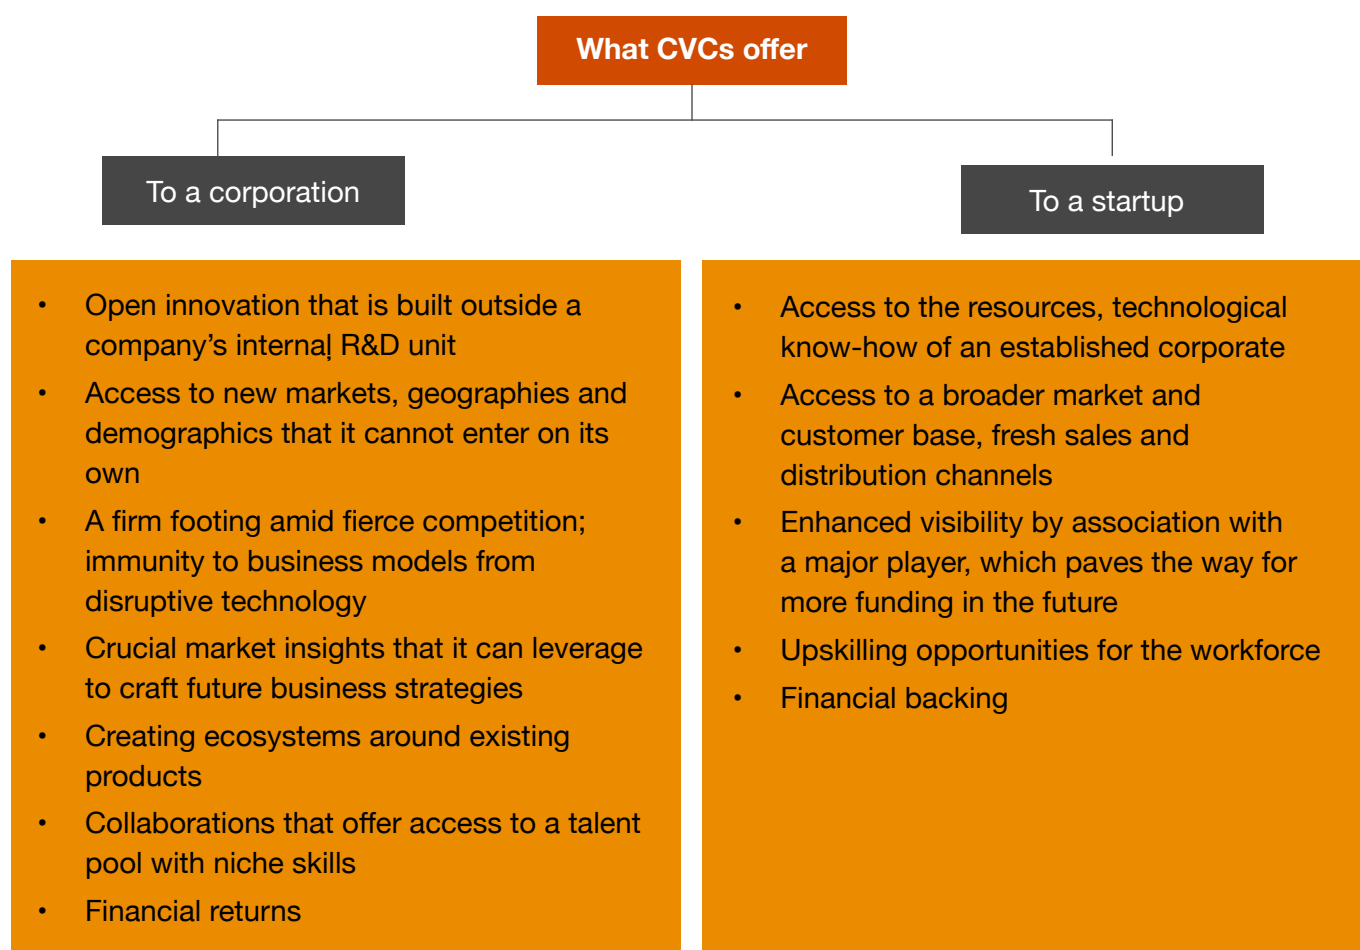 What CVCs offer
To a corporation
To a startup
• Open innovation that is built outside a
company’s internal R&D unit
• Access to new markets, geographies and
demographics that it cannot enter on its
own
• A firm footing amid fierce competition;
immunity to business models from
disruptive technology
• Crucial market insights that it can leverage
to craft future business strategies
• Creating ecosystems around existing
products
• Collaborations that offer access to a talent
pool with niche skills
• Financial returns
• Access to the resources, technological
know-how of an established corporate
• Access to a broader market and
customer base, fresh sales and
distribution channels
• Enhanced visibility by association with
a major player, which paves the way for
more funding in the future
• Upskilling opportunities for the workforce
• Financial backing